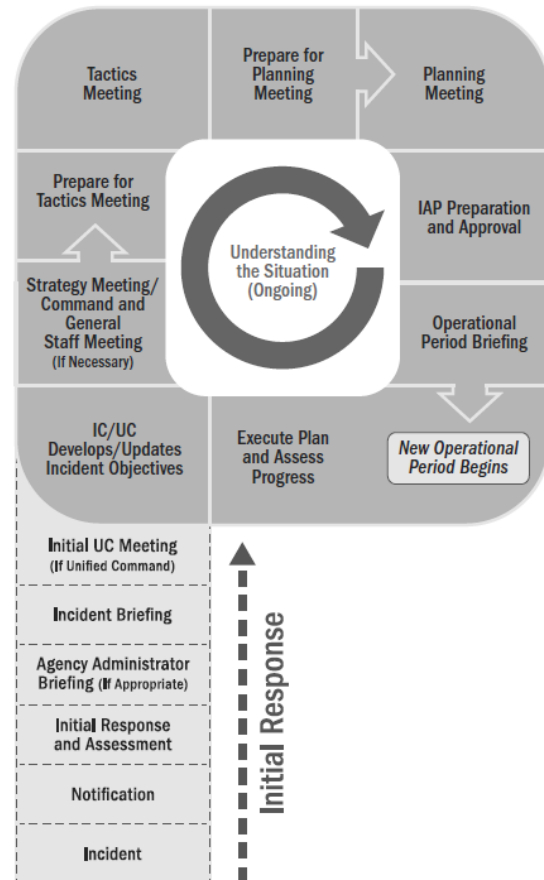 Tactics
Meeting
Prepare for
Planning
Meeting
Planning
Meeting
Prepare for
Tactics Meeting
IAP Preparation
and Approval
Understanding
the Situation
(Ongoing)
Strategy Meeting/
Command and
General
Staff Meeting
(If Necessary)
Operational
Period Briefing
IC/UC
Develops/Updates
Incident Objectives
Execute Plan
and Assess
Progress
New Operational
Period Begins
Initial UC Meeting
(If Unified Command)
Incident Briefing
Agency Administrator
Briefing (If Appropriate)
Initial Response
and Assessment
Notification
Incident
Initial Response